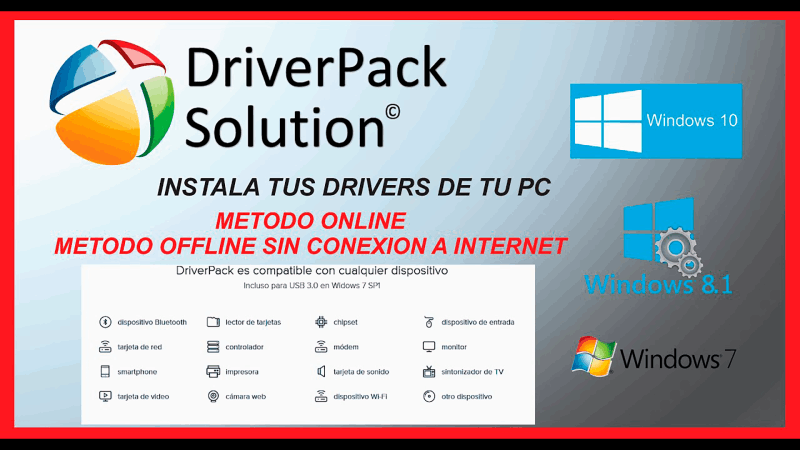 DriverPack
Solution©
Windows 10
INSTALA TUS DRIVERS DE TU PC
METODO ONLINE
METODO OFFLINE SIN CONEXION A INTERNET
Windows 8.1
DriverPack es compatible con cualquier dispositivo
Incluso para USB 3.0 en Widows 7 SP1
dispositivo Bluetooth lector de tarjetas chipset dispositivo de entrada
tarjeta de red controlador módem monitor
smartphone impresora tarjeta de sonido sintonizador de TV
tarjeta de video cámara web dispositivo Wi-Fi otro dispositivo
Windows 7